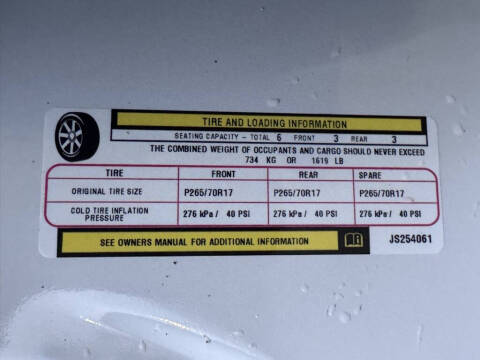 TIRE AND LOADING INFORMATION
SEATING CAPACITY - TOTAL 6 FRONT 3 REAR 3
THE COMBINED WEIGHT OF OCCUPANTS AND CARGO SHOULD NEVER EXCEED
734 KG OR 1619 LB
TIRE FRONT REAR SPARE
ORIGINAL TIRE SIZE P265/70R17 P265/70R17 P265/70R17
COLD TIRE INFLATION
PRESSURE 276 kPa / 40 PSI 276 kPa / 40 PSI 276 kPa / 40 PSI
SEE OWNERS MANUAL FOR ADDITIONAL INFORMATION JS254061